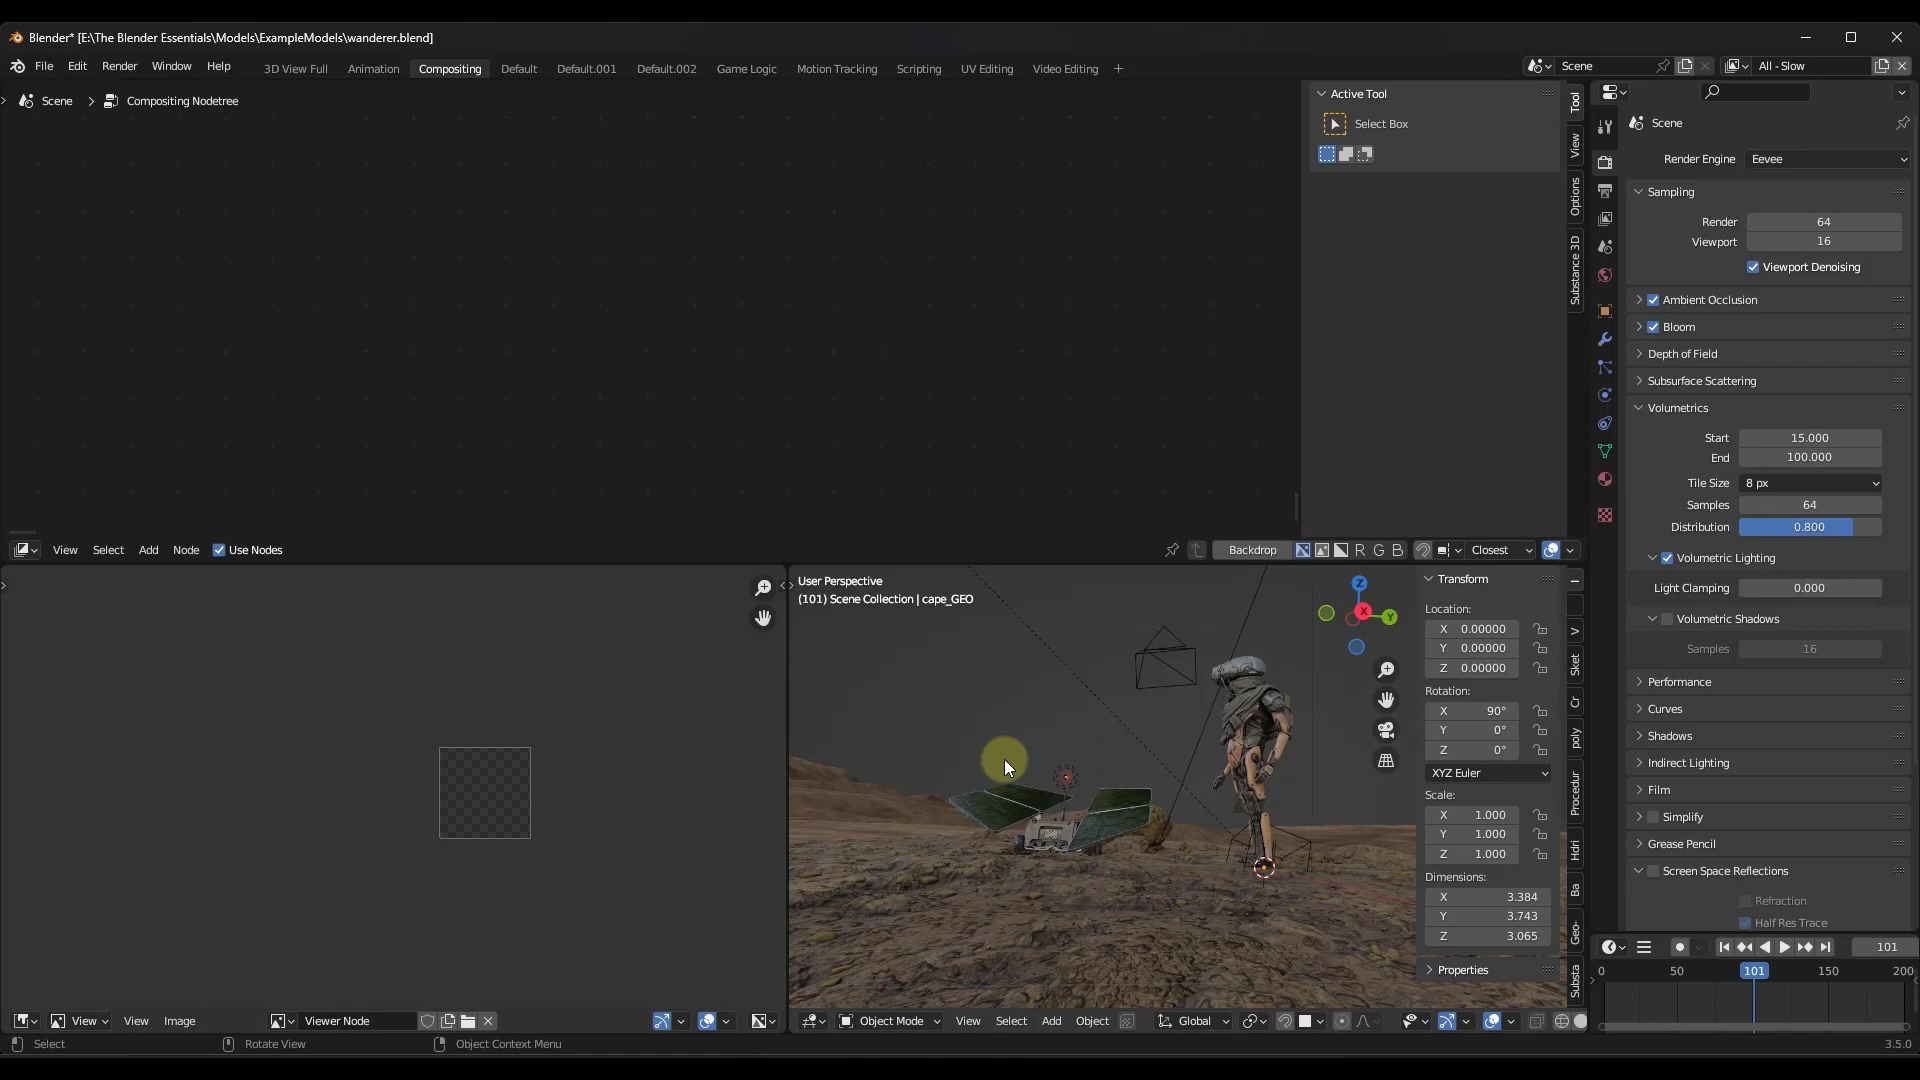 Blender* [E:\The Blender Essentials\Models\ExampleModels\wanderer.blend]
File Edit Render Window Help 3D View Full Animation Compositing Default Default.001 Default.002 Game Logic Motion Tracking Scripting UV Editing Video Editing + Scene All - Slow
Scene > Compositing Nodetree
Active Tool
Select Box
Tool
View
Options
Substance 3D
Scene
Render Engine Eevee
Sampling
Render 64
Viewport 16
Viewport Denoising
Ambient Occlusion
Bloom
Depth of Field
Subsurface Scattering
Volumetrics
Start 15.000
End 100.000
Tile Size 8 px
Samples 64
Distribution 0.800
Volumetric Lighting
Light Clamping 0.000
Volumetric Shadows
Samples 16
Performance
Curves
Shadows
Indirect Lighting
Film
Simplify
Grease Pencil
Screen Space Reflections
Refraction
Half Res Trace
View Select Add Node Use Nodes Backdrop R G B Closest
User Perspective
(101) Scene Collection | cape_GEO
Z
Y
X
Transform
Location:
X 0.00000
Y 0.00000
Z 0.00000
Rotation:
X 90°
Y 0°
Z 0°
XYZ Euler
Scale:
X 1.000
Y 1.000
Z 1.000
Dimensions:
X 3.384
Y 3.743
Z 3.065
Properties
V
Sket
Cr
poly
Procedur
Hdri
Ba
Geo-
Substa
101
0 50 101 150 200
View View Image Viewer Node
Object Mode View Select Add Object Global
Select Rotate View Object Context Menu 3.5.0